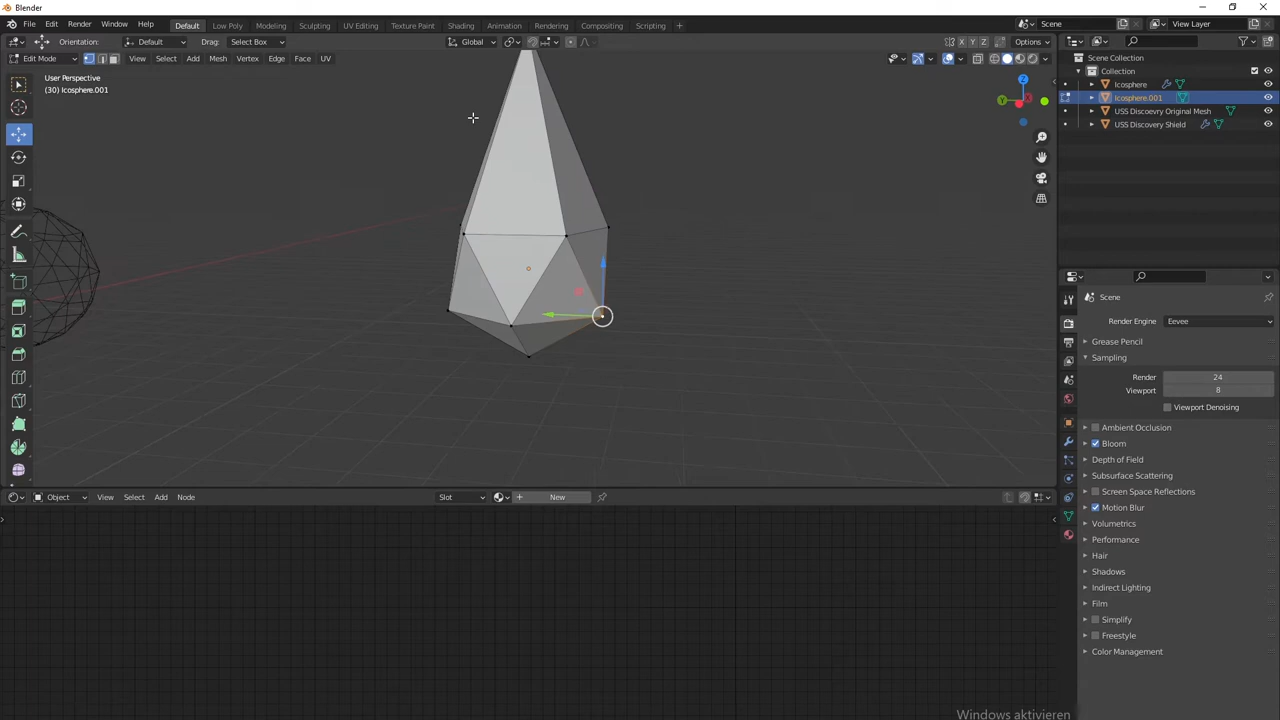 Blender
File Edit Render Window Help Default Low Poly Modeling Sculpting UV Editing Texture Paint Shading Animation Rendering Compositing Scripting + Scene View Layer
Orientation: Default Drag: Select Box Global X Y Z Options
Edit Mode View Select Add Mesh Vertex Edge Face UV
User Perspective
(30) Icosphere.001
Scene Collection
Collection
Icosphere
Icosphere.001
USS Discoevry Original Mesh
USS Discovery Shield
Z
Y X
Scene
Render Engine Eevee
Grease Pencil
Sampling
Render 24
Viewport 8
Viewport Denoising
Ambient Occlusion
Bloom
Depth of Field
Subsurface Scattering
Screen Space Reflections
Motion Blur
Volumetrics
Performance
Hair
Shadows
Indirect Lighting
Film
Simplify
Freestyle
Color Management
Object View Select Add Node Slot + New
Windows aktivieren